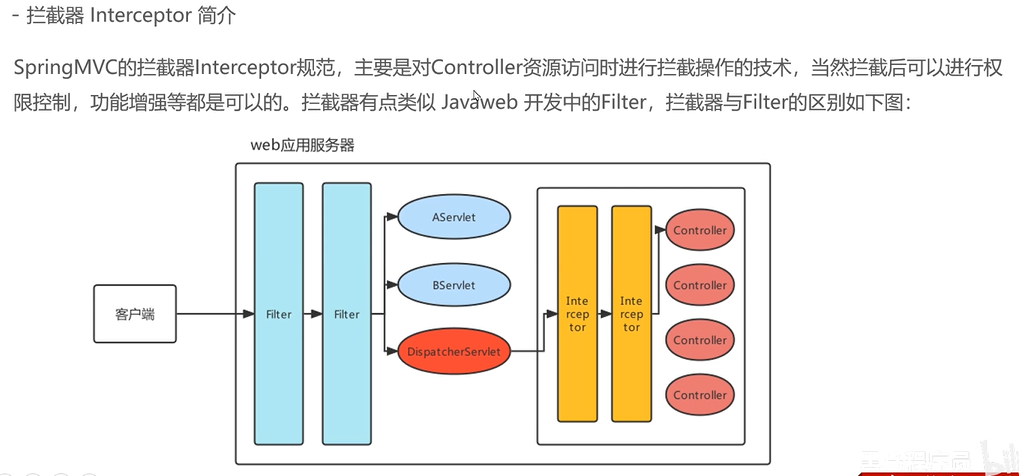 - 拦截器 Interceptor 简介
SpringMVC的拦截器Interceptor规范，主要是对Controller资源访问时进行拦截操作的技术，当然拦截后可以进行权
限控制，功能增强等都是可以的。拦截器有点类似 Javaweb 开发中的Filter，拦截器与Filter的区别如下图：
web应用服务器
客户端
Filter
Filter
AServlet
BServlet
DispatcherServlet
Inte
rcep
tor
Inte
rcep
tor
Controller
Controller
Controller
Controller